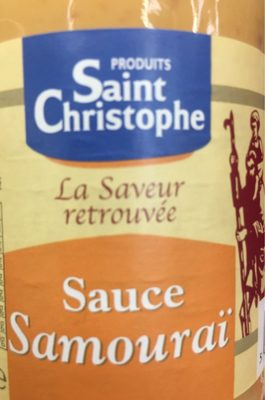 PRODUITS
Saint
Christophe
La Saveur
retrouvée
Sauce
Samouraï